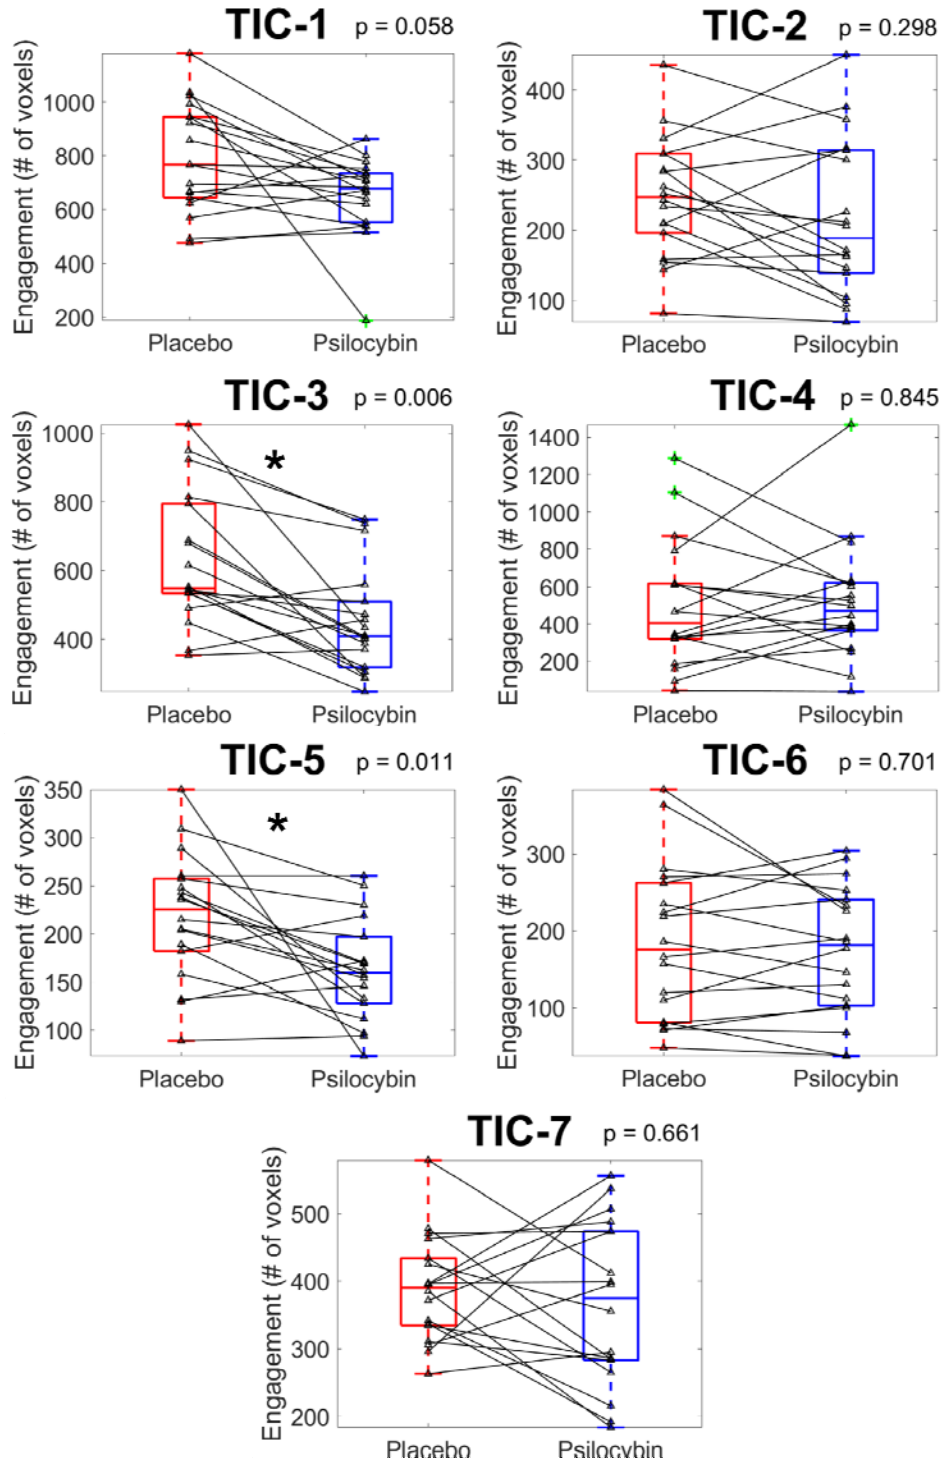 TIC-1 p = 0.058
Engagement (# of voxels)
1000
800
600
400
200
Placebo Psilocybin
TIC-2 p = 0.298
Engagement (# of voxels)
400
300
200
100
Placebo Psilocybin
TIC-3 p = 0.006
Engagement (# of voxels)
1000
800
600
400
*
Placebo Psilocybin
TIC-4 p = 0.845
Engagement (# of voxels)
1400
1200
1000
800
600
400
200
Placebo Psilocybin
TIC-5 p = 0.011
Engagement (# of voxels)
350
300
250
200
150
100
*
Placebo Psilocybin
TIC-6 p = 0.701
Engagement (# of voxels)
300
200
100
Placebo Psilocybin
TIC-7 p = 0.661
Engagement (# of voxels)
500
400
300
200
Placebo Psilocybin